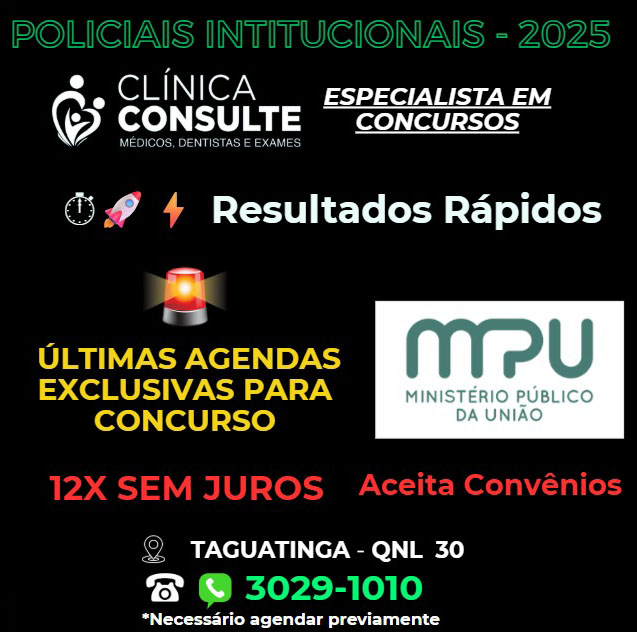 POLICIAIS INTITUCIONAIS - 2025
CLÍNICA
CONSULTE
MÉDICOS, DENTISTAS E EXAMES
ESPECIALISTA EM
CONCURSOS
Resultados Rápidos
ÚLTIMAS AGENDAS
EXCLUSIVAS PARA
CONCURSO
MPU
MINISTÉRIO PÚBLICO
DA UNIÃO
12X SEM JUROS
Aceita Convênios
TAGUATINGA - QNL 30
3029-1010
*Necessário agendar previamente